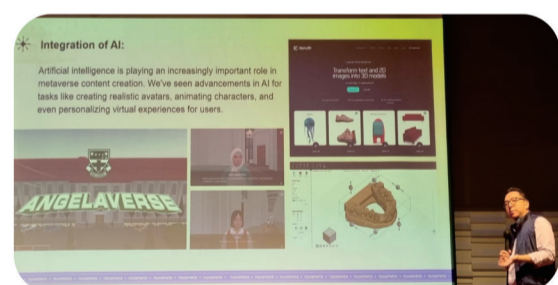 Integration of AI:
Artificial intelligence is playing an increasingly important role in
metaverse content creation. We've seen advancements in AI for
tasks like creating realistic avatars, animating characters, and
even personalizing virtual experiences for users.
Transform text and 2D
images into 3D models
ANGELAVERSE